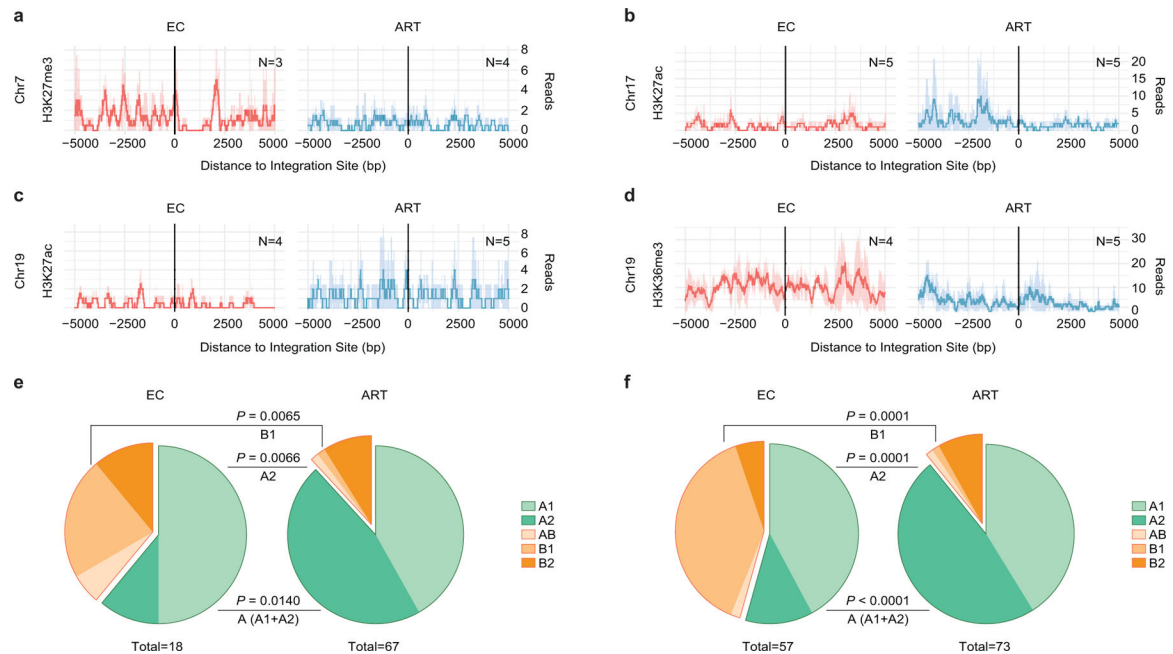 a
EC
ART
Chr7
H3K27me3
N=3
N=4
8
6
4
2
0
Reads
−5000 −2500 0 2500 5000
−5000 −2500 0 2500 5000
Distance to Integration Site (bp)
b
EC
ART
Chr17
H3K27ac
N=5
N=5
20
15
10
5
0
Reads
−5000 −2500 0 2500 5000
−5000 −2500 0 2500 5000
Distance to Integration Site (bp)
c
EC
ART
Chr19
H3K27ac
N=4
N=5
8
6
4
2
0
Reads
−5000 −2500 0 2500 5000
−5000 −2500 0 2500 5000
Distance to Integration Site (bp)
d
EC
ART
Chr19
H3K36me3
N=4
N=5
30
20
10
0
Reads
−5000 −2500 0 2500 5000
−5000 −2500 0 2500 5000
Distance to Integration Site (bp)
e
EC
ART
P = 0.0065
B1
P = 0.0066
A2
P = 0.0140
A (A1+A2)
Total=18
Total=67
A1
A2
AB
B1
B2
f
EC
ART
P = 0.0001
B1
P = 0.0001
A2
P < 0.0001
A (A1+A2)
Total=57
Total=73
A1
A2
AB
B1
B2